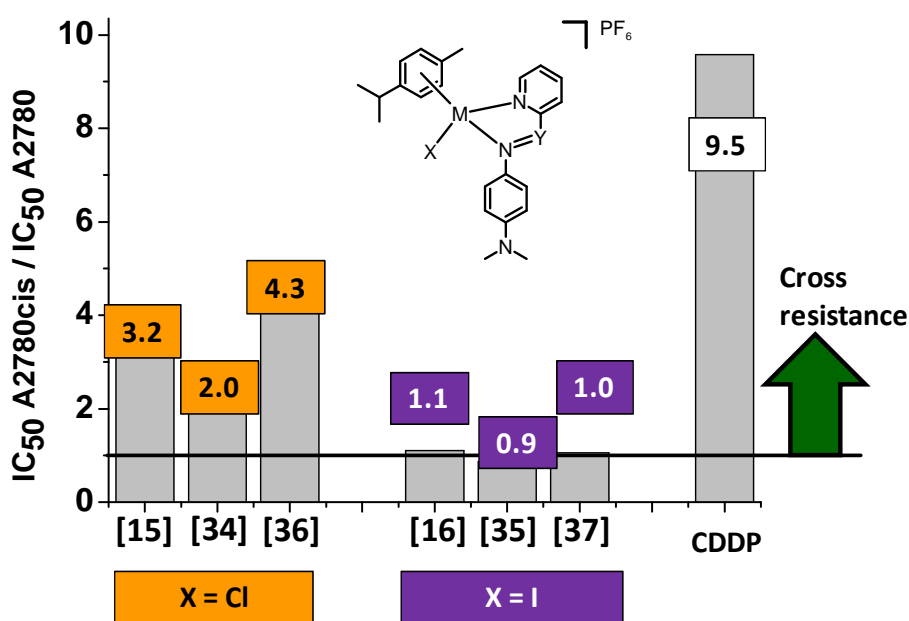 IC50 A2780cis / IC50 A2780
10
8
6
4
2
0
PF6
M
N
X
N
Y
N
3.2
2.0
4.3
1.1
0.9
1.0
9.5
Cross
resistance
[15] [34] [36] [16] [35] [37] CDDP
X = Cl X = I